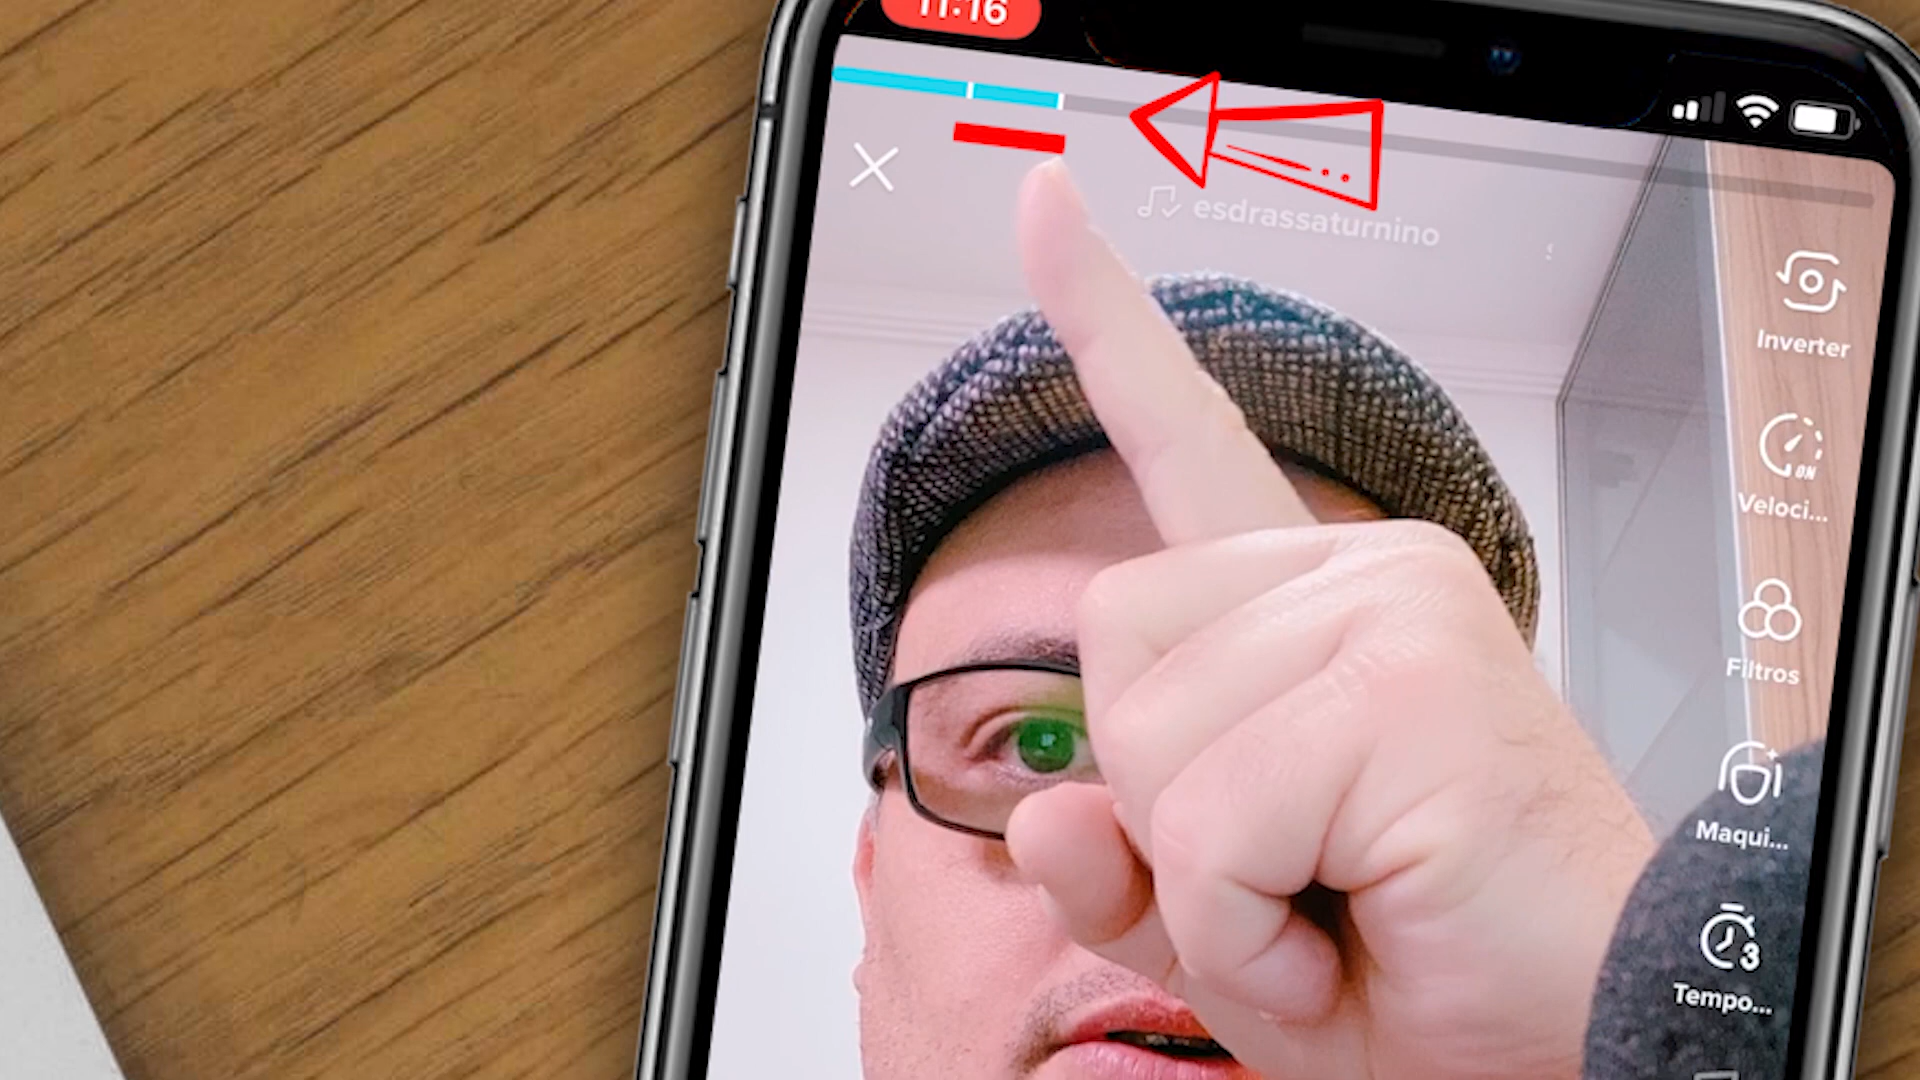 11:16
esdrassaturnino
Inverter
ON
Veloci...
Filtros
Maqui...
3
Tempo...